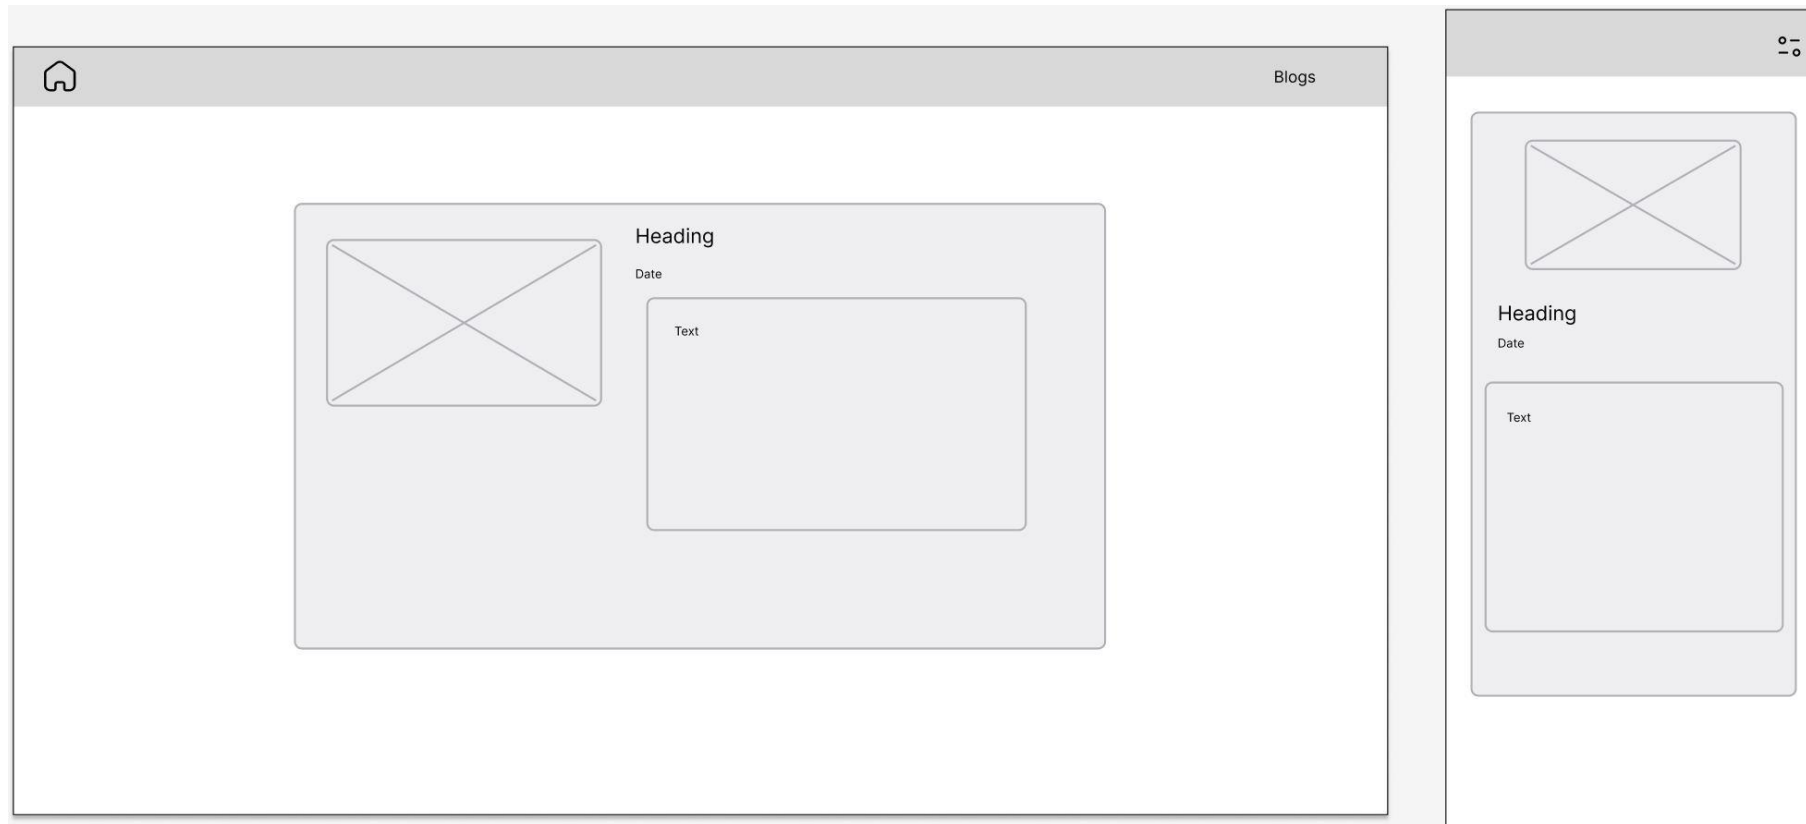 Blogs
Heading
Date
Text
Heading
Date
Text